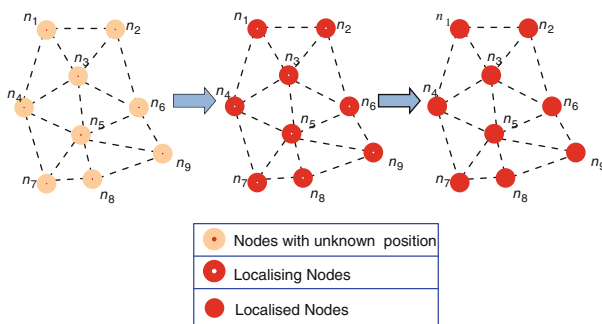 n1 n2 n3 n4 n5 n6 n7 n8 n9
n1 n2 n3 n4 n5 n6 n7 n8 n9
n1 n2 n3 n4 n5 n6 n7 n8 n9
Nodes with unknown position
Localising Nodes
Localised Nodes